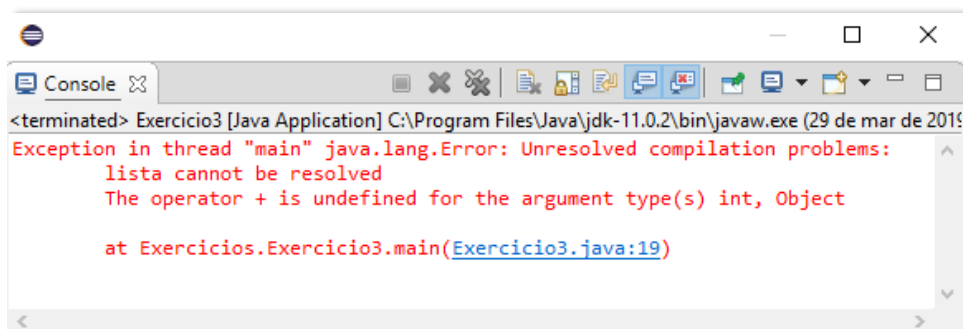 Console
<terminated> Exercicio3 [Java Application] C:\Program Files\Java\jdk-11.0.2\bin\javaw.exe (29 de mar de 2019
Exception in thread "main" java.lang.Error: Unresolved compilation problems:
lista cannot be resolved
The operator + is undefined for the argument type(s) int, Object
at Exercicios.Exercicio3.main(Exercicio3.java:19)